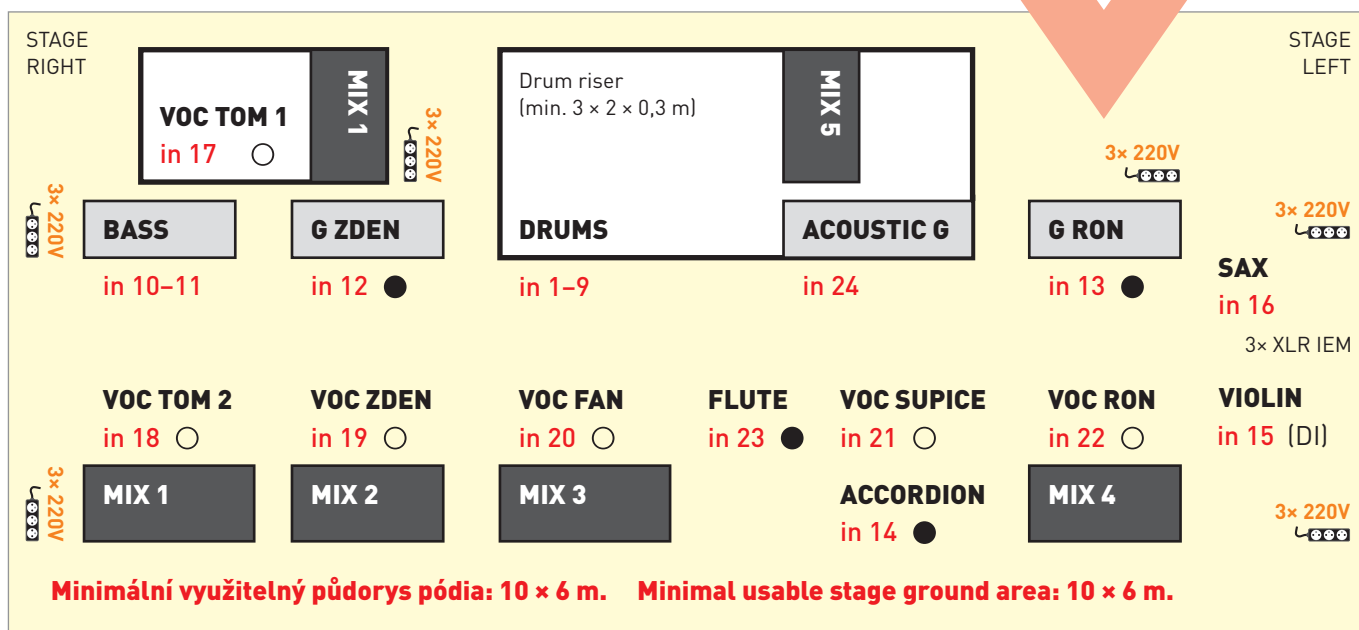 STAGE
RIGHT
STAGE
LEFT
VOC TOM 1
in 17
MIX 1
3× 220V
Drum riser
(min. 3 × 2 × 0,3 m)
MIX 5
3× 220V
3× 220V
3× 220V
BASS
G ZDEN
DRUMS
ACOUSTIC G
G RON
in 10–11
in 12
in 1–9
in 24
in 13
SAX
in 16
3× XLR IEM
VOC TOM 2
in 18
VOC ZDEN
in 19
VOC FAN
in 20
FLUTE
in 23
VOC SUPICE
in 21
VOC RON
in 22
VIOLIN
in 15 (DI)
3× 220V
MIX 1
MIX 2
MIX 3
ACCORDION
in 14
MIX 4
3× 220V
Minimální využitelný půdorys pódia: 10 × 6 m. Minimal usable stage ground area: 10 × 6 m.